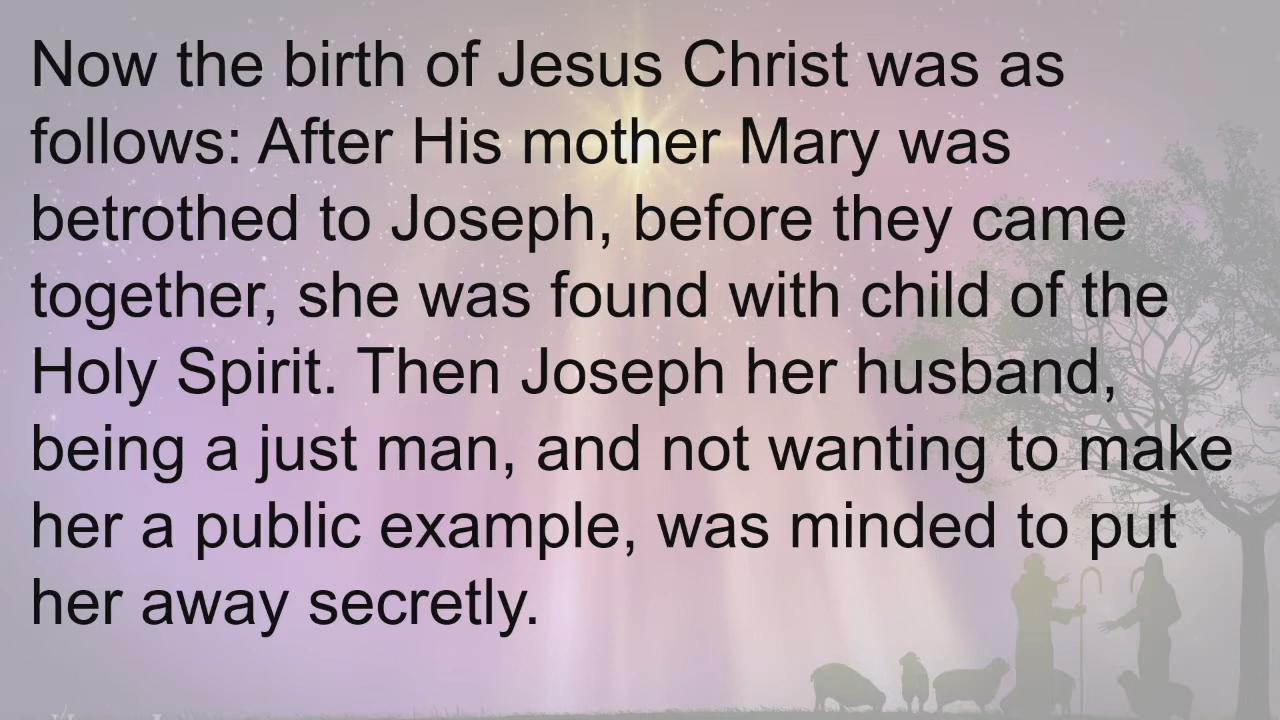 Now the birth of Jesus Christ was as
follows: After His mother Mary was
betrothed to Joseph, before they came
together, she was found with child of the
Holy Spirit. Then Joseph her husband,
being a just man, and not wanting to make
her a public example, was minded to put
her away secretly.